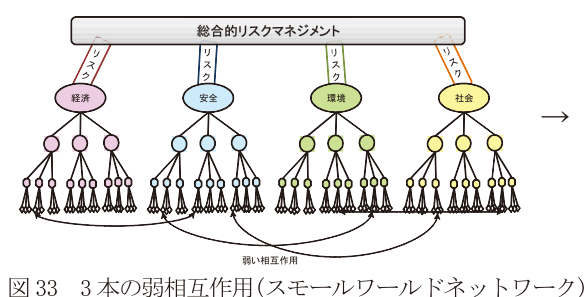 総合的リスクマネジメント
リスク
リスク
リスク
リスク
経済
安全
環境
社会
→
弱い相互作用
図 33　3 本の弱相互作用(スモールワールドネットワーク)